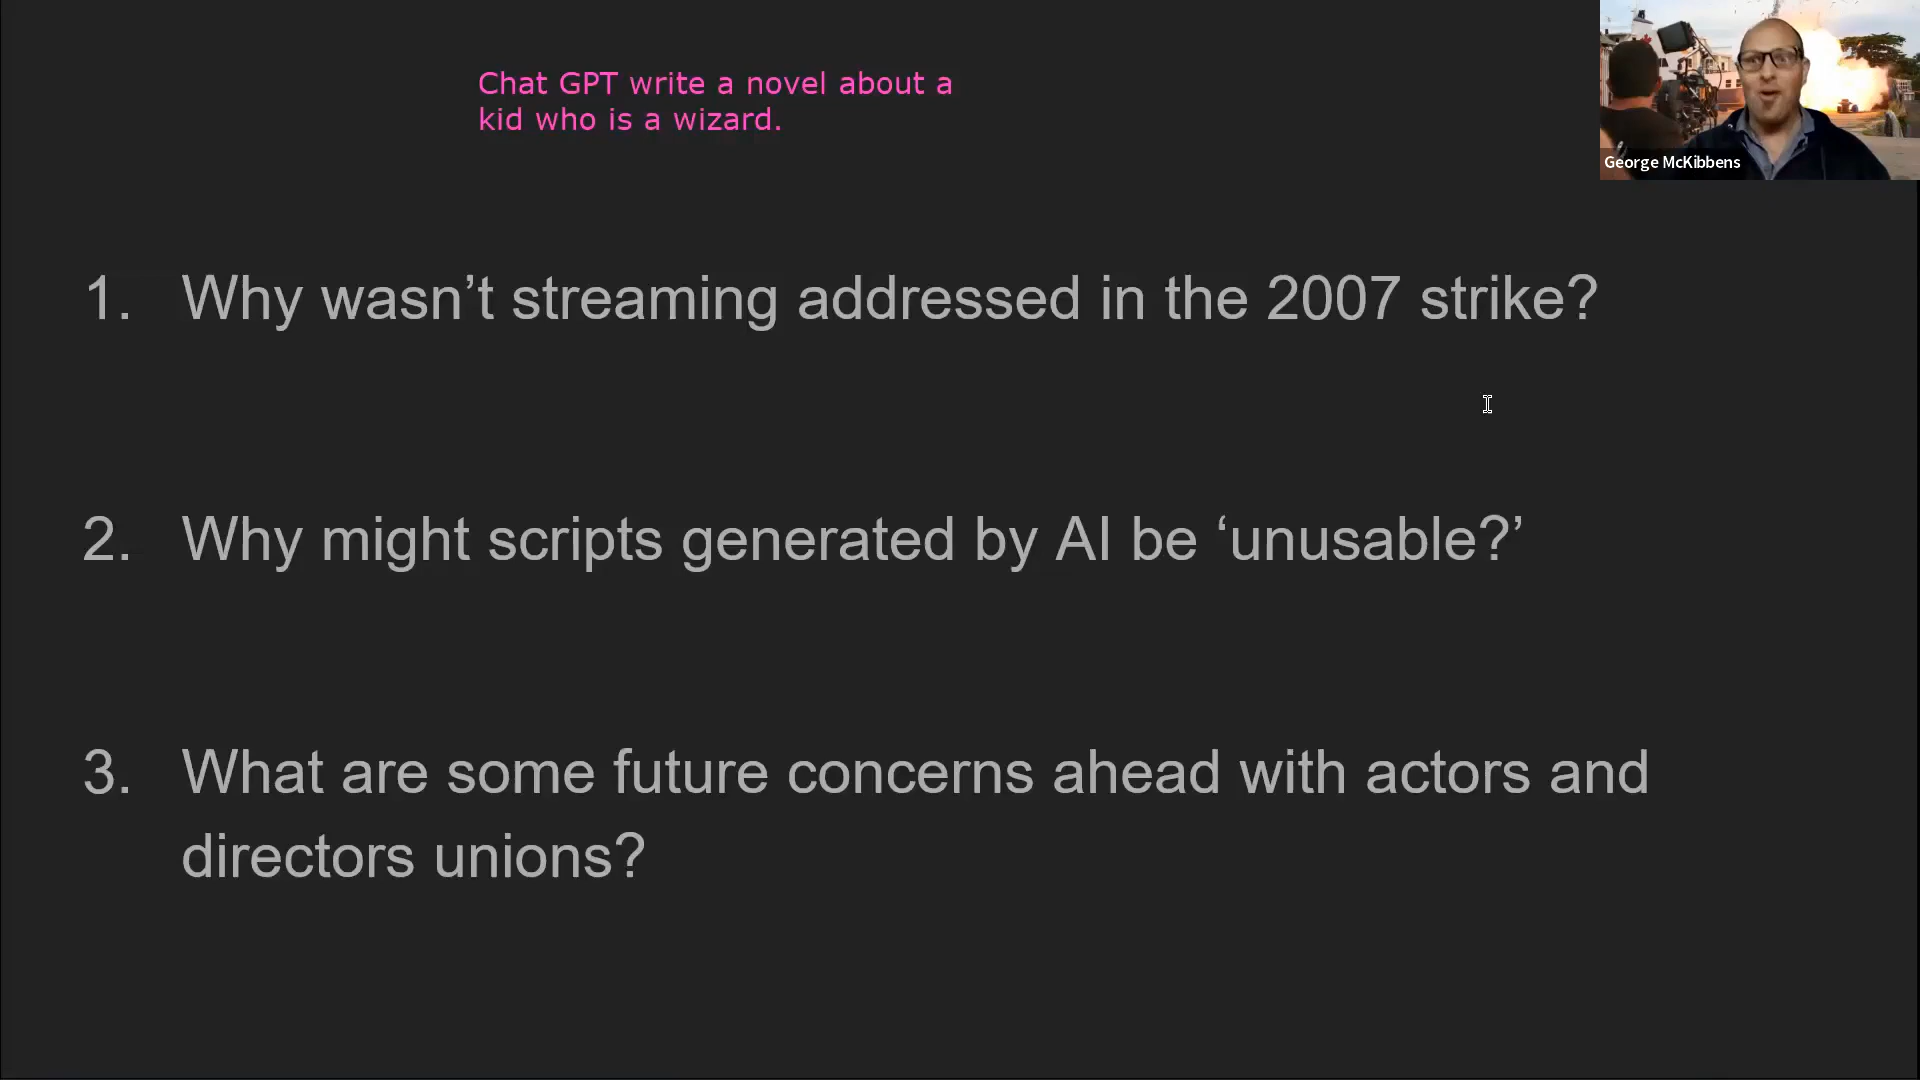 Chat GPT write a novel about a
kid who is a wizard.
George McKibbens
1. Why wasn’t streaming addressed in the 2007 strike?
2. Why might scripts generated by AI be ‘unusable?’
3. What are some future concerns ahead with actors and
directors unions?